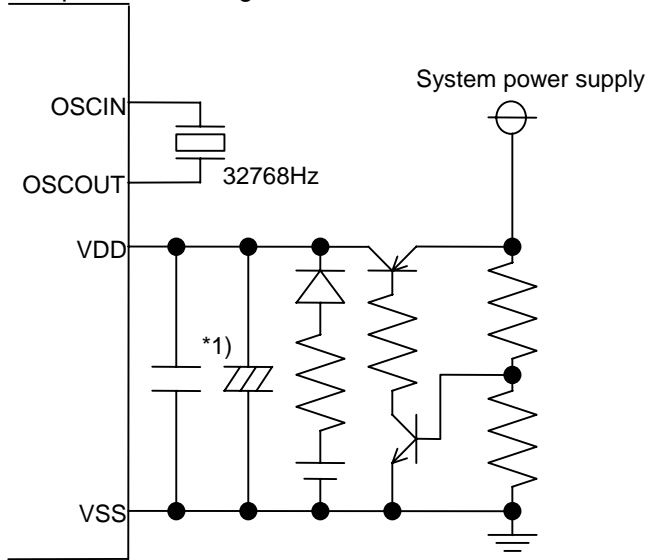 System power supply
OSCIN
OSCOUT
32768Hz
VDD
*1)
VSS